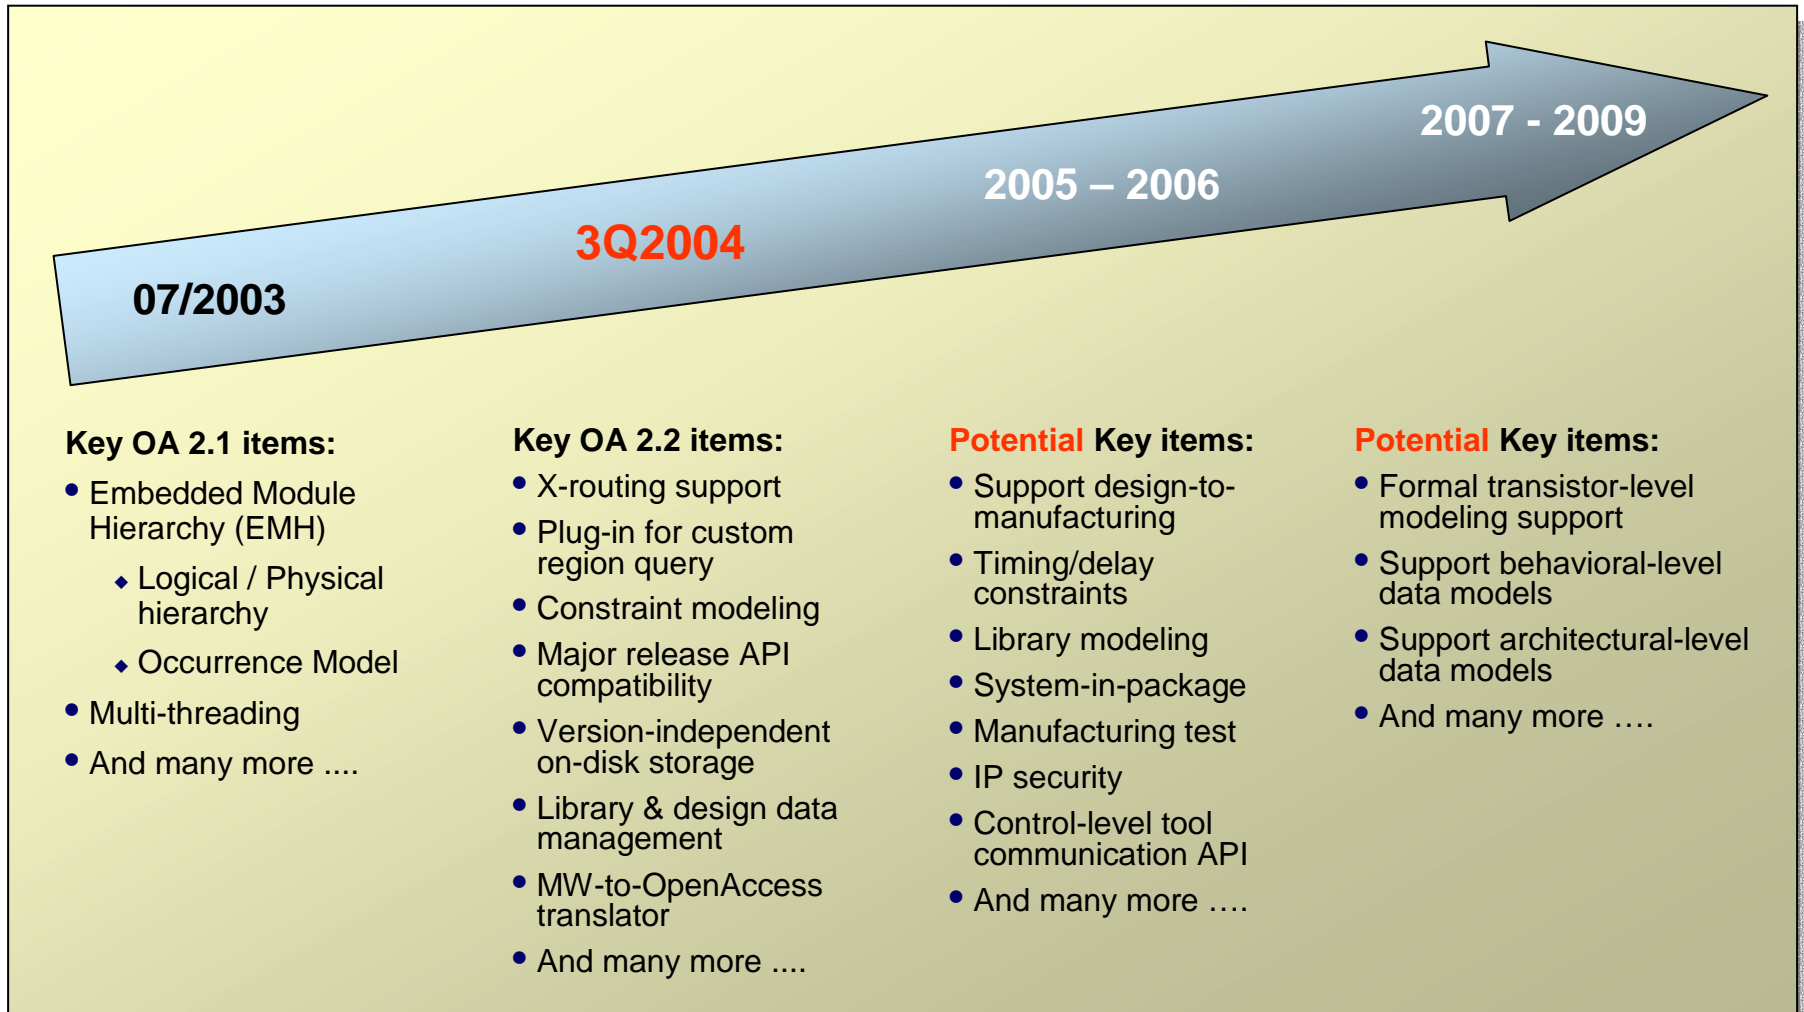 07/2003
3Q2004
2005 – 2006
2007 - 2009
Key OA 2.1 items:
• Embedded Module
Hierarchy (EMH)
◆ Logical / Physical
hierarchy
◆ Occurrence Model
• Multi-threading
• And many more ....
Key OA 2.2 items:
• X-routing support
• Plug-in for custom
region query
• Constraint modeling
• Major release API
compatibility
• Version-independent
on-disk storage
• Library & design data
management
• MW-to-OpenAccess
translator
• And many more ....
Potential Key items:
• Support design-to-
manufacturing
• Timing/delay
constraints
• Library modeling
• System-in-package
• Manufacturing test
• IP security
• Control-level tool
communication API
• And many more ….
Potential Key items:
• Formal transistor-level
modeling support
• Support behavioral-level
data models
• Support architectural-level
data models
• And many more ….